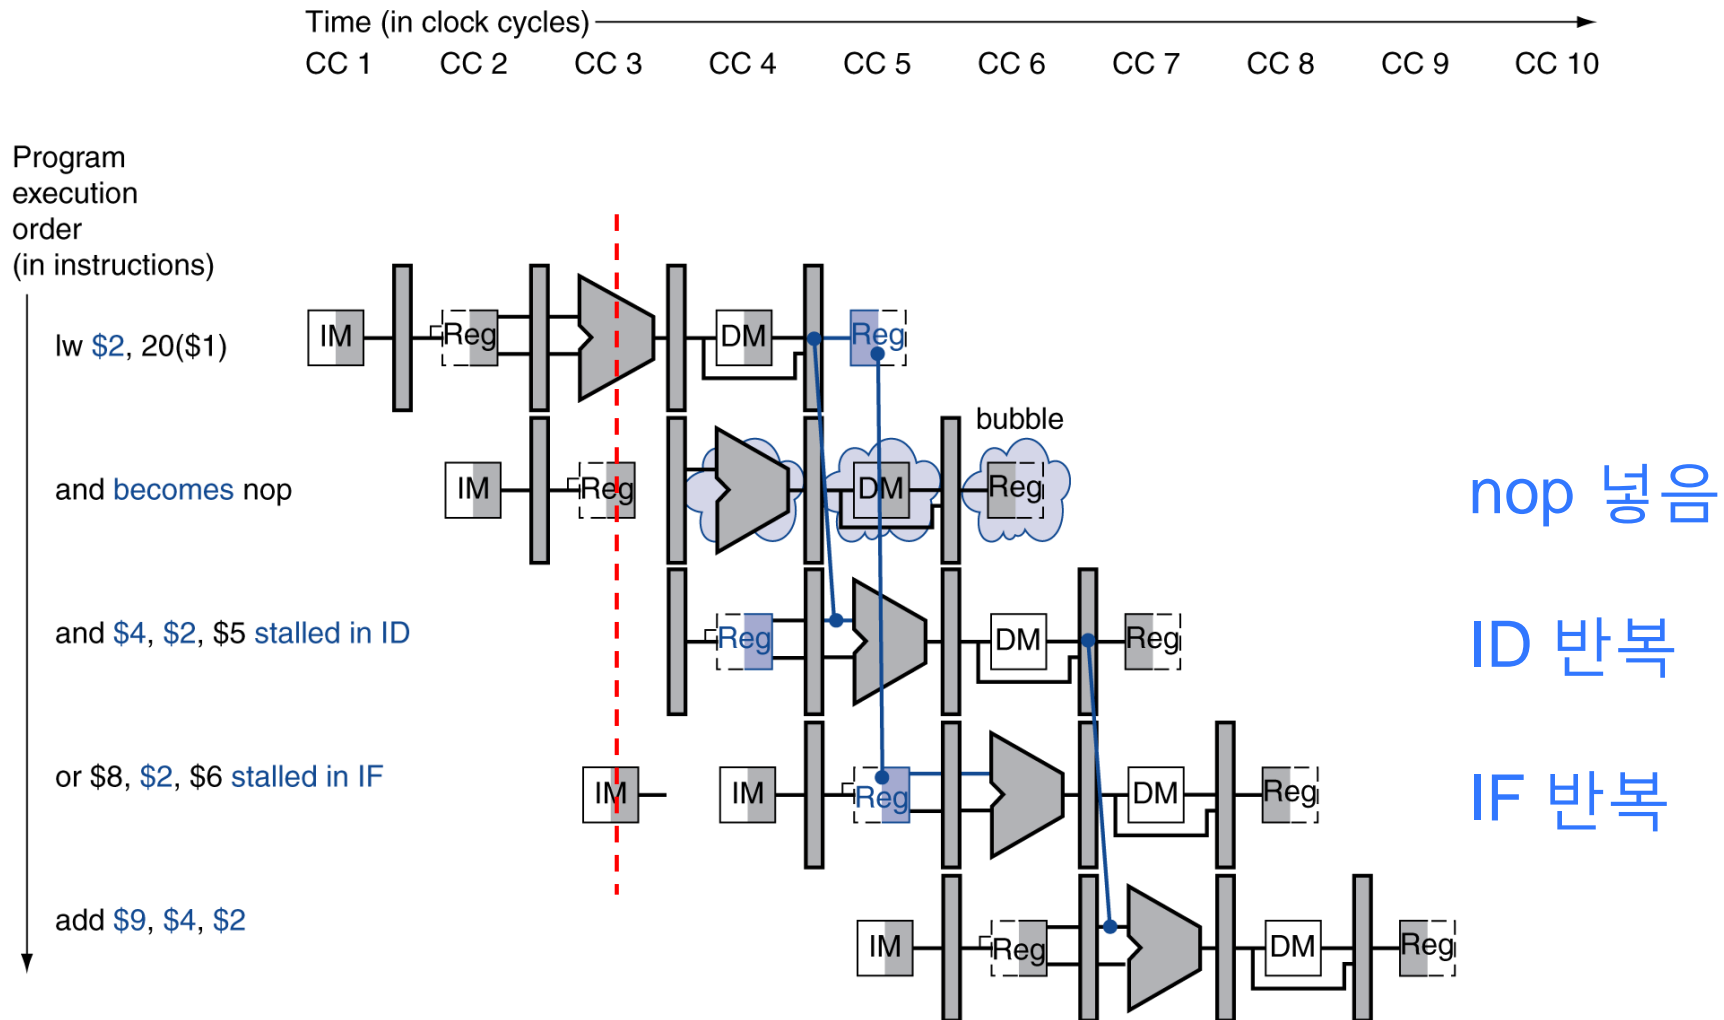 Time (in clock cycles)
CC 1 CC 2 CC 3 CC 4 CC 5 CC 6 CC 7 CC 8 CC 9 CC 10
Program
execution
order
(in instructions)
lw $2, 20($1)
IM Reg DM Reg
bubble
and becomes nop
IM Reg DM Reg
nop 넣음
and $4, $2, $5 stalled in ID
Reg DM Reg
ID 반복
or $8, $2, $6 stalled in IF
IM IM Reg DM Reg
IF 반복
add $9, $4, $2
IM Reg DM Reg